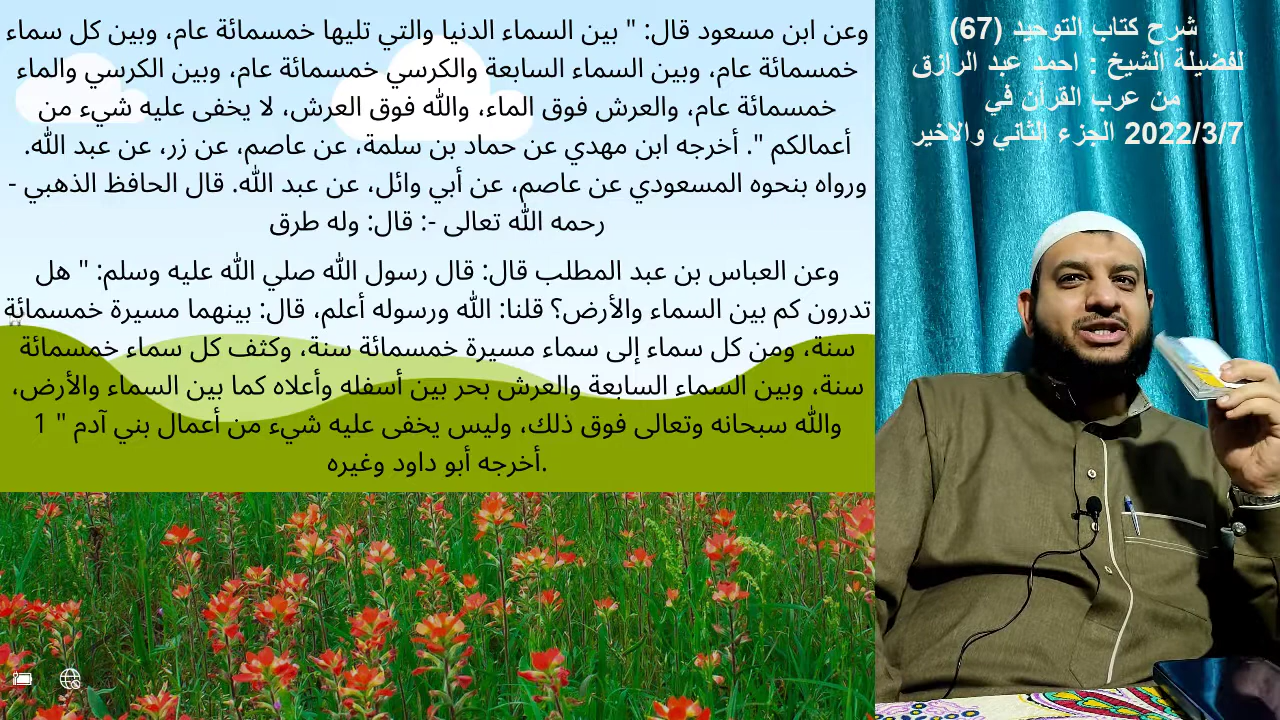 شرح كتاب التوحيد (67)
لفضيلة الشيخ : احمد عبد الرازق
من عرب القرآن في
2022/3/7 الجزء الثاني والاخير
وعن ابن مسعود قال: " بين السماء الدنيا والتي تليها خمسمائة عام، وبين كل سماء
خمسمائة عام، وبين السماء السابعة والكرسي خمسمائة عام، وبين الكرسي والماء
خمسمائة عام، والعرش فوق الماء، والله فوق العرش، لا يخفى عليه شيء من
أعمالكم ". أخرجه ابن مهدي عن حماد بن سلمة، عن عاصم، عن زر، عن عبد الله.
ورواه بنحوه المسعودي عن عاصم، عن أبي وائل، عن عبد الله. قال الحافظ الذهبي -
رحمه الله تعالى -: قال: وله طرق
وعن العباس بن عبد المطلب قال: قال رسول الله صلي الله عليه وسلم: " هل
تدرون كم بين السماء والأرض؟ قلنا: الله ورسوله أعلم، قال: بينهما مسيرة خمسمائة
سنة، ومن كل سماء إلى سماء مسيرة خمسمائة سنة، وكثف كل سماء خمسمائة
سنة، وبين السماء السابعة والعرش بحر بين أسفله وأعلاه كما بين السماء والأرض،
والله سبحانه وتعالى فوق ذلك، وليس يخفى عليه شيء من أعمال بني آدم " 1
.أخرجه أبو داود وغيره